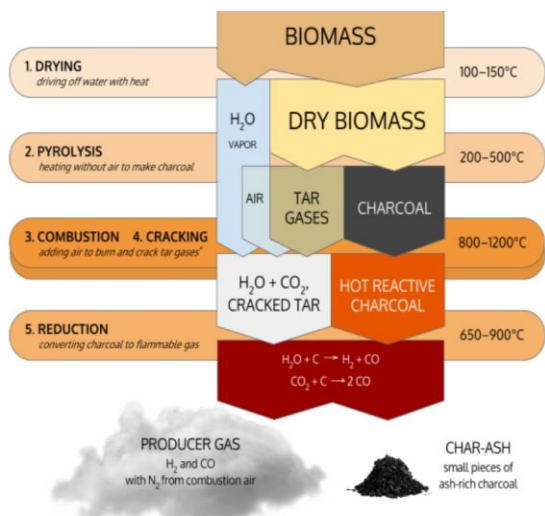 BIOMASS
1. DRYING
driving off water with heat
100–150°C
H₂O
VAPOR
DRY BIOMASS
2. PYROLYSIS
heating without air to make charcoal
200–500°C
AIR
TAR
GASES
CHARCOAL
3. COMBUSTION 4. CRACKING
adding air to burn and crack tar gases*
800–1200°C
H₂O + CO₂,
CRACKED TAR
HOT REACTIVE
CHARCOAL
5. REDUCTION
converting charcoal to flammable gas
650–900°C
H₂O + C → H₂ + CO
CO₂ + C → 2 CO
PRODUCER GAS
H₂ and CO
with N₂ from combustion air
CHAR-ASH
small pieces of
ash-rich charcoal